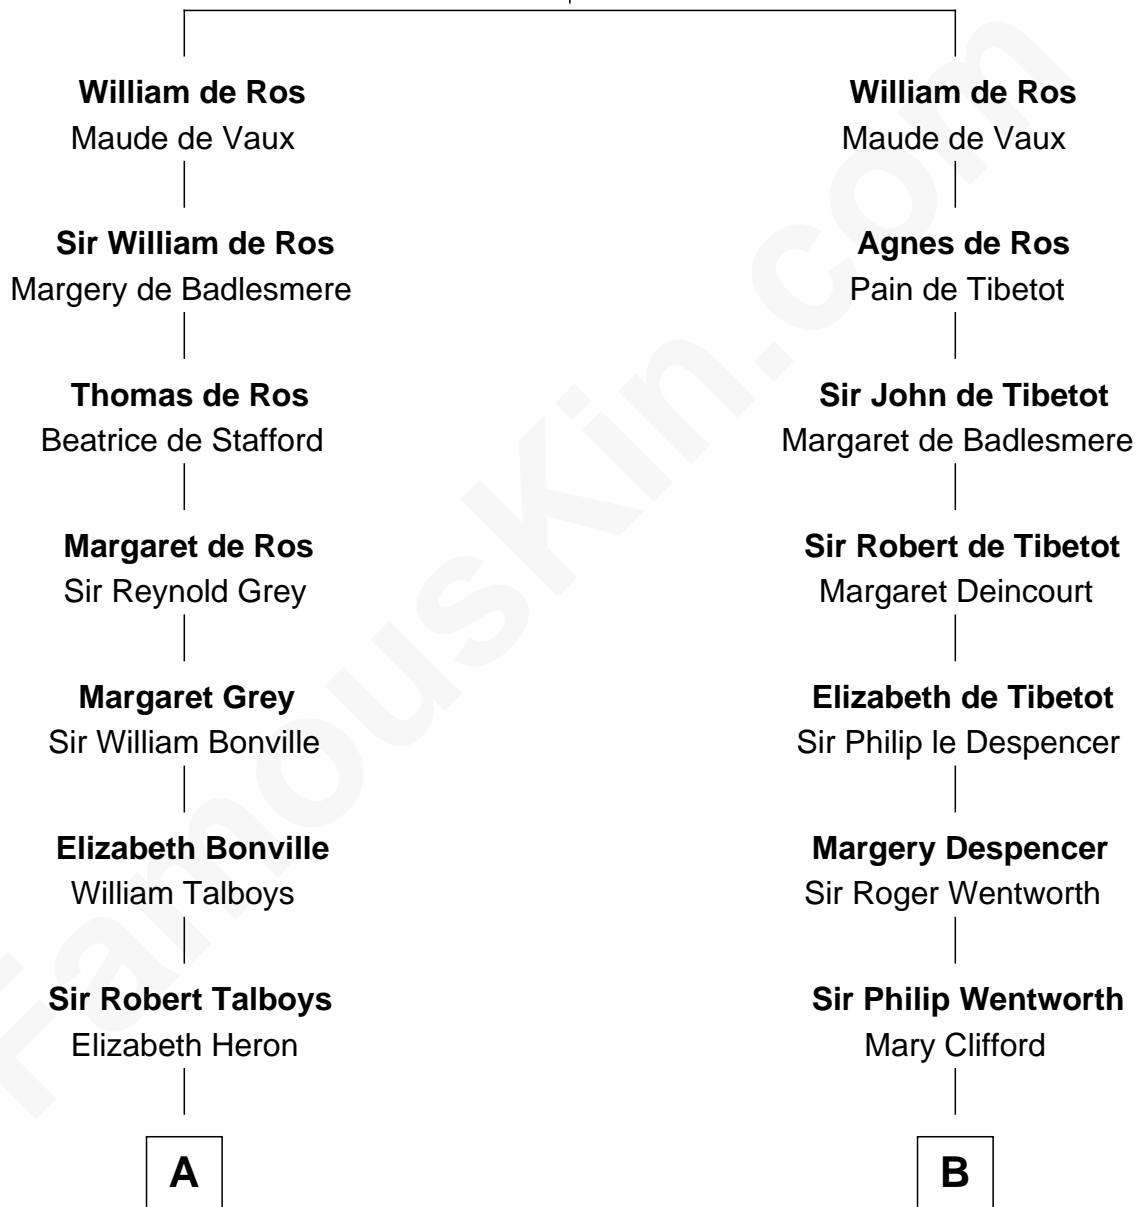 William de Ros
Maude de Vaux
Sir William de Ros
Margery de Badlesmere
Thomas de Ros
Beatrice de Stafford
Margaret de Ros
Sir Reynold Grey
Margaret Grey
Sir William Bonville
Elizabeth Bonville
William Talboys
Sir Robert Talboys
Elizabeth Heron
A
William de Ros
Maude de Vaux
Agnes de Ros
Pain de Tibetot
Sir John de Tibetot
Margaret de Badlesmere
Sir Robert de Tibetot
Margaret Deincourt
Elizabeth de Tibetot
Sir Philip le Despencer
Margery Despencer
Sir Roger Wentworth
Sir Philip Wentworth
Mary Clifford
B
FamousKin.com